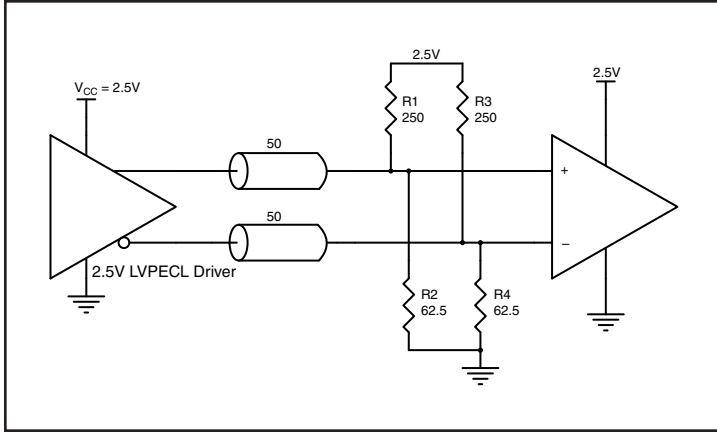 2.5V
V_CC = 2.5V
2.5V
R1
250
R3
250
50
+
50
−
2.5V LVPECL Driver
R2
62.5
R4
62.5